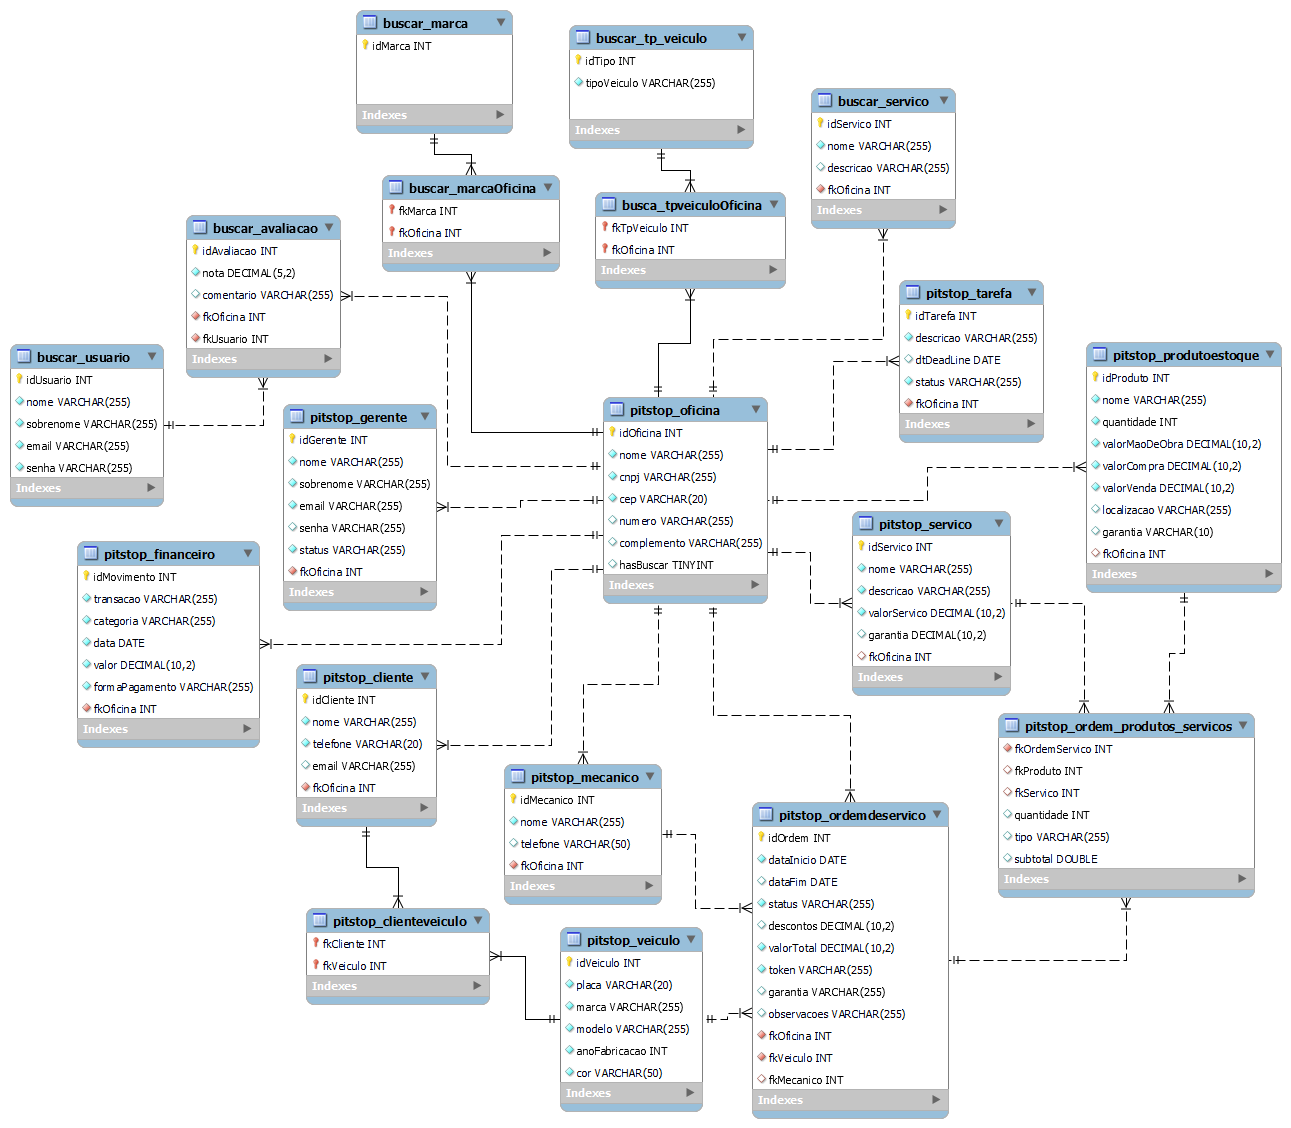 buscar_marca
idMarca INT
Indexes
buscar_tp_veiculo
idTipo INT
tipoVeiculo VARCHAR(255)
Indexes
buscar_servico
idServico INT
nome VARCHAR(255)
descricao VARCHAR(255)
fkOficina INT
Indexes
buscar_marcaOficina
fkMarca INT
fkOficina INT
Indexes
busca_tpveiculoOficina
fkTpVeiculo INT
fkOficina INT
Indexes
buscar_avaliacao
idAvaliacao INT
nota DECIMAL(5,2)
comentario VARCHAR(255)
fkOficina INT
fkUsuario INT
Indexes
pitstop_tarefa
idTarefa INT
descricao VARCHAR(255)
dtDeadLine DATE
status VARCHAR(255)
fkOficina INT
Indexes
buscar_usuario
idUsuario INT
nome VARCHAR(255)
sobrenome VARCHAR(255)
email VARCHAR(255)
senha VARCHAR(255)
Indexes
pitstop_produtoestoque
idProduto INT
nome VARCHAR(255)
quantidade INT
valorMaoDeObra DECIMAL(10,2)
valorCompra DECIMAL(10,2)
valorVenda DECIMAL(10,2)
localizacao VARCHAR(255)
garantia VARCHAR(10)
fkOficina INT
Indexes
pitstop_gerente
idGerente INT
nome VARCHAR(255)
sobrenome VARCHAR(255)
email VARCHAR(255)
senha VARCHAR(255)
status VARCHAR(255)
fkOficina INT
Indexes
pitstop_oficina
idOficina INT
nome VARCHAR(255)
cnpj VARCHAR(255)
cep VARCHAR(20)
numero VARCHAR(255)
complemento VARCHAR(255)
hasBuscar TINYINT
Indexes
pitstop_servico
idServico INT
nome VARCHAR(255)
descricao VARCHAR(255)
valorServico DECIMAL(10,2)
garantia DECIMAL(10,2)
fkOficina INT
Indexes
pitstop_financeiro
idMovimento INT
transacao VARCHAR(255)
categoria VARCHAR(255)
data DATE
valor DECIMAL(10,2)
formaPagamento VARCHAR(255)
fkOficina INT
Indexes
pitstop_cliente
idCliente INT
nome VARCHAR(255)
telefone VARCHAR(20)
email VARCHAR(255)
fkOficina INT
Indexes
pitstop_ordem_produtos_servicos
fkOrdemServico INT
fkProduto INT
fkServico INT
quantidade INT
tipo VARCHAR(255)
subtotal DOUBLE
Indexes
pitstop_mecanico
idMecanico INT
nome VARCHAR(255)
telefone VARCHAR(50)
fkOficina INT
Indexes
pitstop_ordemdeservico
idOrdem INT
dataInicio DATE
dataFim DATE
status VARCHAR(255)
descontos DECIMAL(10,2)
valorTotal DECIMAL(10,2)
token VARCHAR(255)
garantia VARCHAR(255)
observacoes VARCHAR(255)
fkOficina INT
fkVeiculo INT
fkMecanico INT
Indexes
pitstop_clienteveiculo
fkCliente INT
fkVeiculo INT
Indexes
pitstop_veiculo
idVeiculo INT
placa VARCHAR(20)
marca VARCHAR(255)
modelo VARCHAR(255)
anoFabricacao INT
cor VARCHAR(50)
Indexes